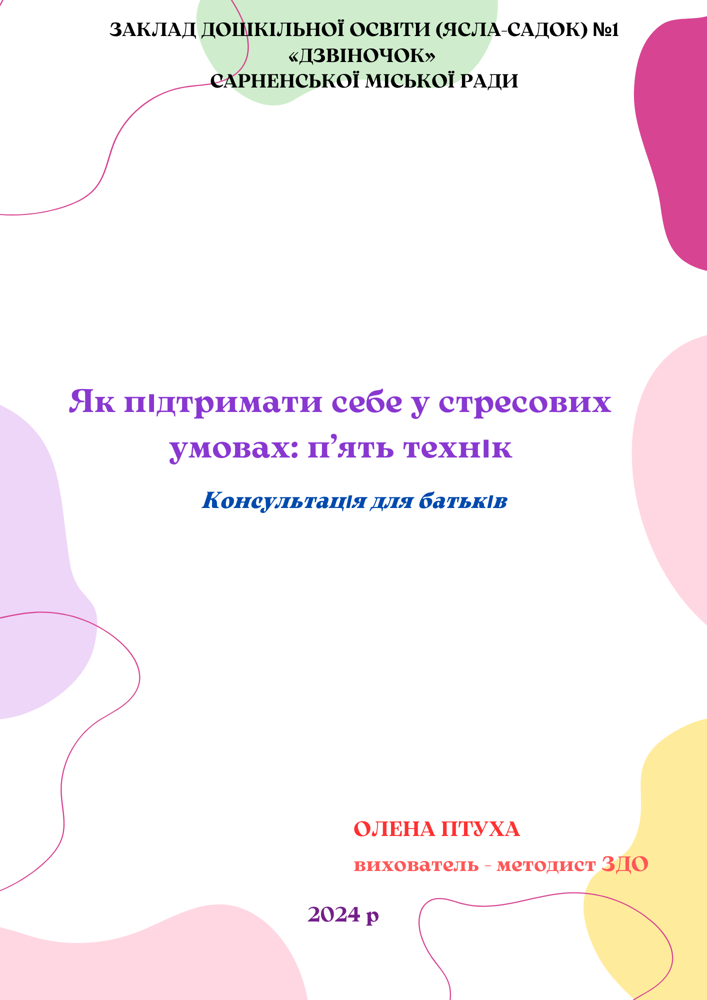 ЗАКЛАД ДОШКІЛЬНОЇ ОСВІТИ (ЯСЛА-САДОК) №1
«ДЗВІНОЧОК»
САРНЕНСЬКОЇ МІСЬКОЇ РАДИ
Як підтримати себе у стресових
умовах: п’ять технік
Консультація для батьків
ОЛЕНА ПТУХА
вихователь - методист ЗДО
2024 р